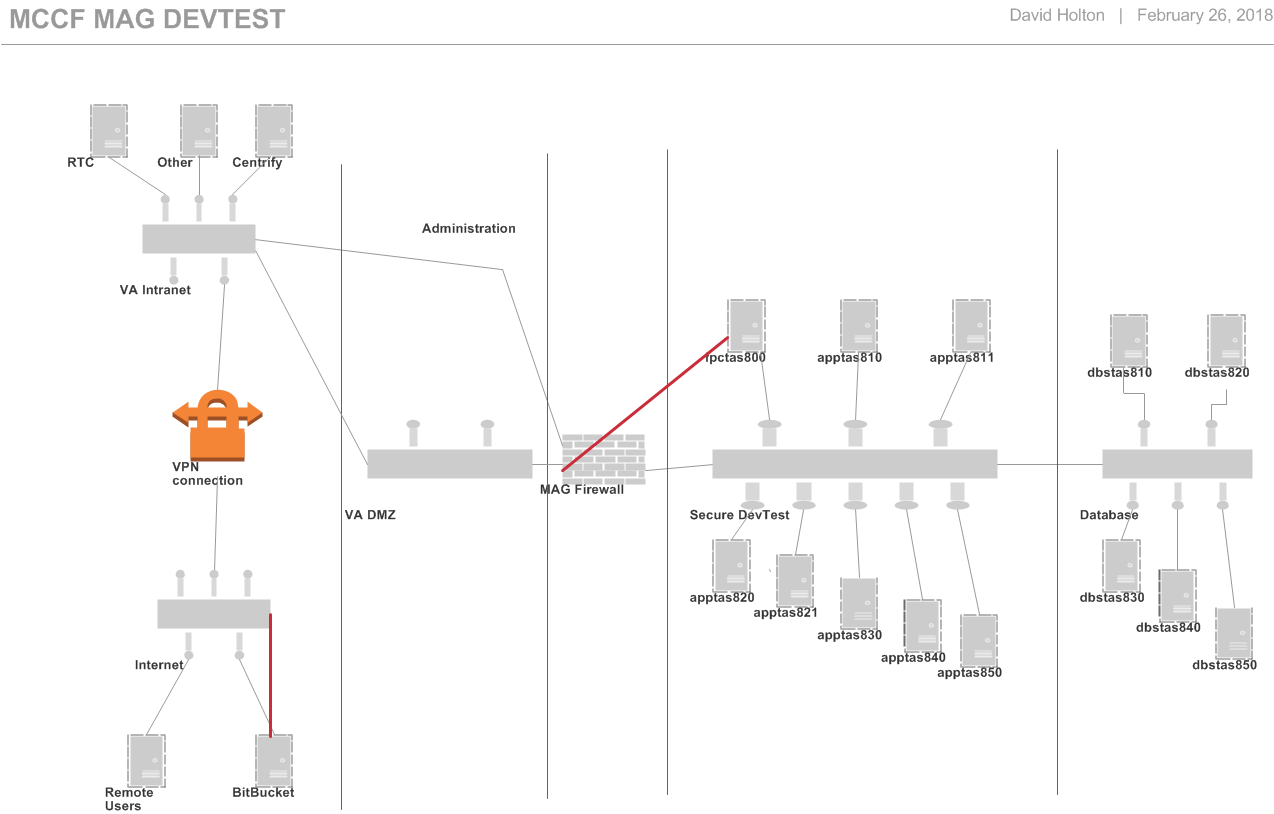 MCCF MAG DEVTEST
David Holton | February 26, 2018
RTC
Other
Centrify
Administration
VA Intranet
fpctas800
apptas810
apptas811
dbstas810
dbstas820
VPN
connection
MAG Firewall
VA DMZ
Secure DevTest
Database
apptas820
apptas821
apptas830
apptas840
apptas850
dbstas830
dbstas840
dbstas850
Internet
Remote
Users
BitBucket